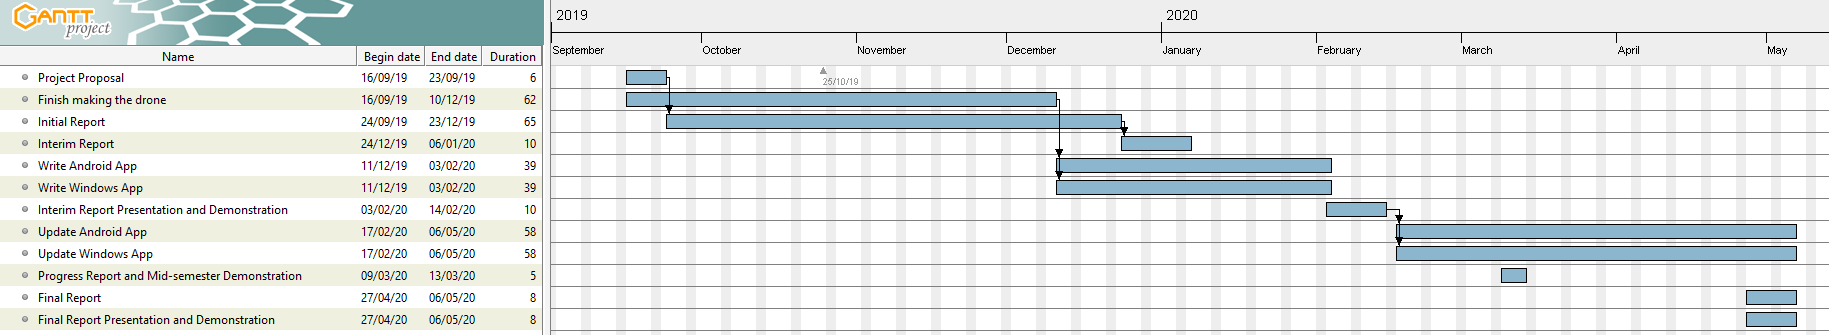 GANTT
project
2019
2020
September
October
November
December
January
February
March
April
May
Name
Begin date
End date
Duration
Project Proposal
16/09/19
23/09/19
6
25/10/19
Finish making the drone
16/09/19
10/12/19
62
Initial Report
24/09/19
23/12/19
65
Interim Report
24/12/19
06/01/20
10
Write Android App
11/12/19
03/02/20
39
Write Windows App
11/12/19
03/02/20
39
Interim Report Presentation and Demonstration
03/02/20
14/02/20
10
Update Android App
17/02/20
06/05/20
58
Update Windows App
17/02/20
06/05/20
58
Progress Report and Mid-semester Demonstration
09/03/20
13/03/20
5
Final Report
27/04/20
06/05/20
8
Final Report Presentation and Demonstration
27/04/20
06/05/20
8